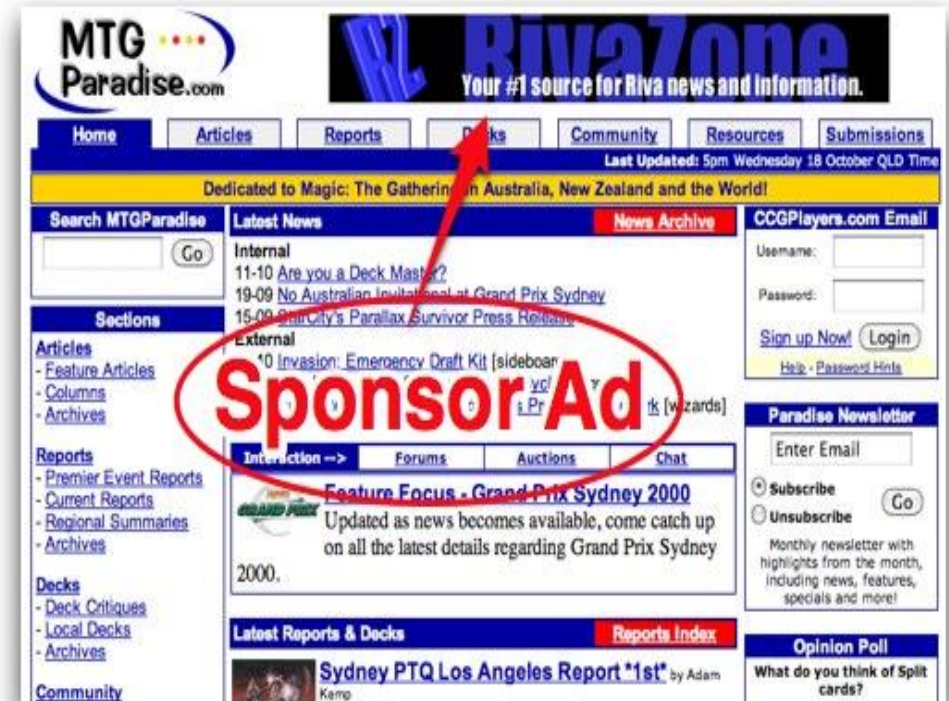 MTG
Paradise.com
RivaZone
Your #1 source for Riva news and information.
Home Articles Reports Decks Community Resources Submissions
Last Updated: 5pm Wednesday 18 October QLD Time
Dedicated to Magic: The Gathering in Australia, New Zealand and the World!
Search MTGParadise
Go
Sections
Articles
- Feature Articles
- Columns
- Archives
Reports
- Premier Event Reports
- Current Reports
- Regional Summaries
- Archives
Decks
- Deck Critiques
- Local Decks
- Archives
Community
Latest News News Archive
Internal
11-10 Are you a Deck Master?
19-09 No Australian Invitational at Grand Prix Sydney
15-09 StarCity's Parallax Survivor Press Release
External
10 Invasion: Emergency Draft Kit [sideboar
[wizards]
Sponsor Ad
Interaction --> Forums Auctions Chat
GRAND PRIX
Feature Focus - Grand Prix Sydney 2000
Updated as news becomes available, come catch up
on all the latest details regarding Grand Prix Sydney
2000.
Latest Reports & Decks Reports Index
Sydney PTQ Los Angeles Report "1st" by Adam
Kemp
CCGPlayers.com Email
Username:
Password:
Sign up Now! Login
Help - Password Hints
Paradise Newsletter
Enter Email
Subscribe
Unsubscribe
Go
Monthly newsletter with
highlights from the month,
including news, features,
specials and more!
Opinion Poll
What do you think of Split
cards?